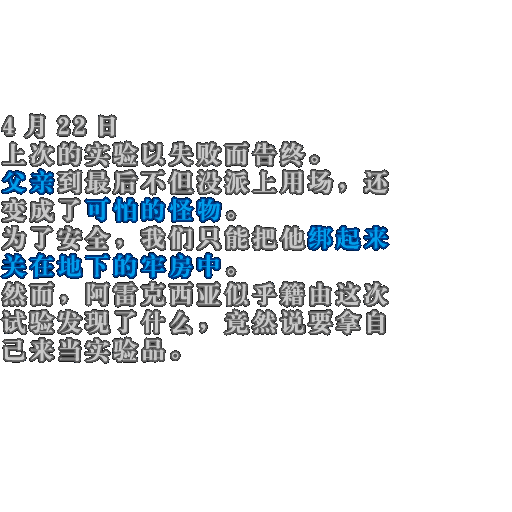 4 月 22 日
上次的实验以失败而告终。
父亲到最后不但没派上用场，还
变成了可怕的怪物。
为了安全，我们只能把他绑起来
关在地下的牢房中。
然而，阿雷克西亚似乎籍由这次
试验发现了什么，竟然说要拿自
己来当实验品。